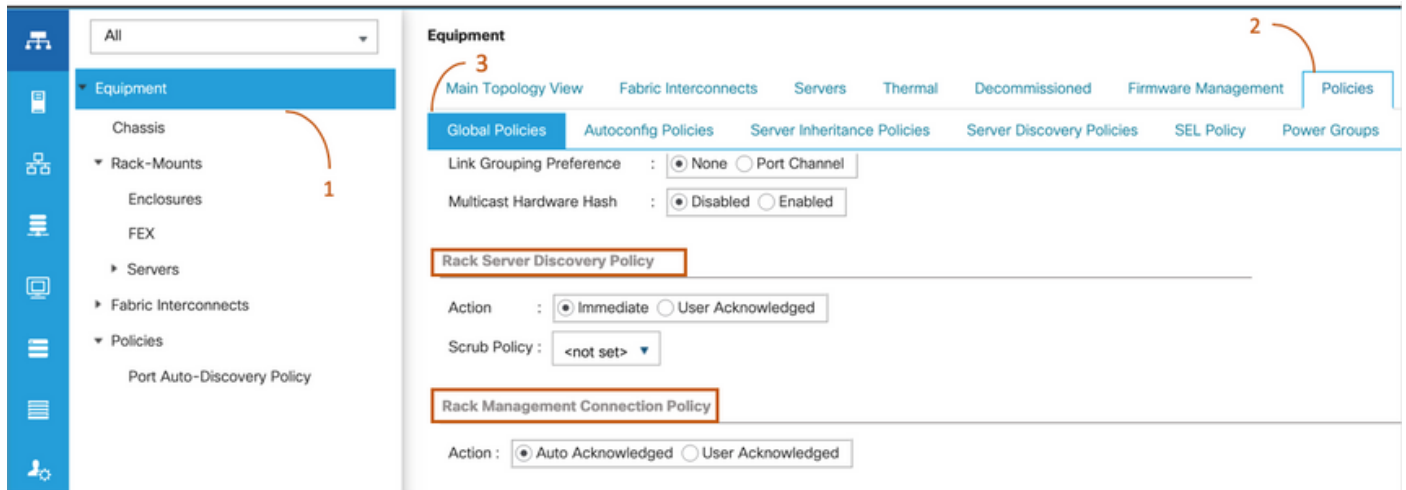 All
Equipment
Chassis
Rack-Mounts
Enclosures
FEX
Servers
Fabric Interconnects
Policies
Port Auto-Discovery Policy
1
Equipment
2
3
Main Topology View Fabric Interconnects Servers Thermal Decommissioned Firmware Management Policies
Global Policies Autoconfig Policies Server Inheritance Policies Server Discovery Policies SEL Policy Power Groups
Link Grouping Preference : None Port Channel
Multicast Hardware Hash : Disabled Enabled
Rack Server Discovery Policy
Action : Immediate User Acknowledged
Scrub Policy : <not set>
Rack Management Connection Policy
Action : Auto Acknowledged User Acknowledged